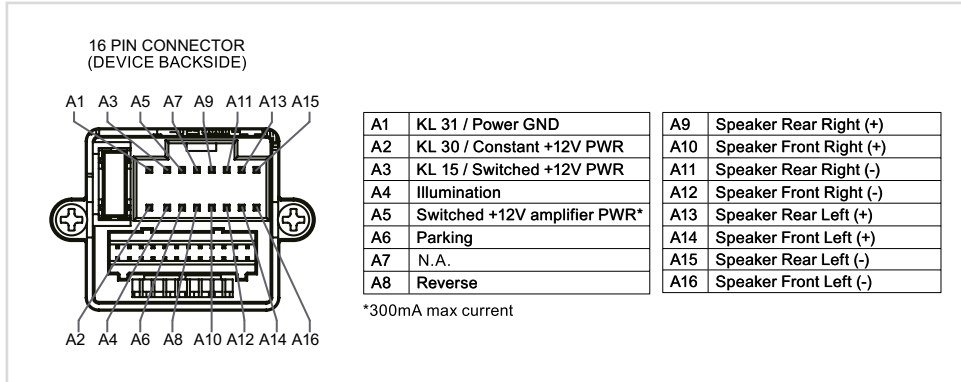 16 PIN CONNECTOR
(DEVICE BACKSIDE)
A1 A3 A5 A7 A9 A11 A13 A15
A2 A4 A6 A8 A10 A12 A14 A16
A1 KL 31 / Power GND
A2 KL 30 / Constant +12V PWR
A3 KL 15 / Switched +12V PWR
A4 Illumination
A5 Switched +12V amplifier PWR*
A6 Parking
A7 N.A.
A8 Reverse
*300mA max current
A9 Speaker Rear Right (+)
A10 Speaker Front Right (+)
A11 Speaker Rear Right (-)
A12 Speaker Front Right (-)
A13 Speaker Rear Left (+)
A14 Speaker Front Left (+)
A15 Speaker Rear Left (-)
A16 Speaker Front Left (-)